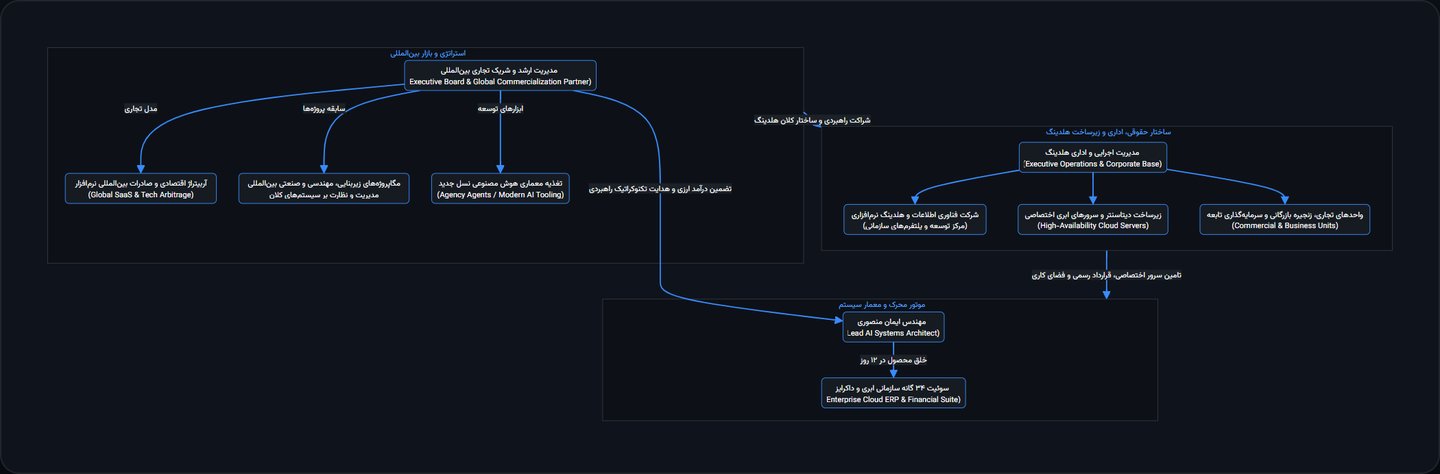 استراتژی و بازار بین‌المللی
مدیریت ارشد و شریک تجاری بین‌المللی
Executive Board & Global Commercialization Partner)
مدل تجاری
سابقه پروژه‌ها
ابزارهای توسعه
آربیتراژ اقتصادی و صادرات بین‌المللی نرم‌افزار
(Global SaaS & Tech Arbitrage)
مگاپروژه‌های زیربنایی، مهندسی و صنعتی بین‌المللی
مدیریت و نظارت بر سیستم‌های کلان
تغذیه معماری هوش مصنوعی نسل جدید
(Agency Agents / Modern AI Tooling)
تضمین درآمد ارزی و هدایت تکنوکراتیک راهبردی
شراکت راهبردی و ساختار کلان هلدینگ
ساختار حقوقی، اداری و زیرساخت هلدینگ
مدیریت اجرایی و اداری هلدینگ
(Executive Operations & Corporate Base)
شرکت فناوری اطلاعات و هلدینگ نرم‌افزاری
(مرکز توسعه و پلتفرم‌های سازمانی)
زیرساخت دیتاسنتر و سرورهای ابری اختصاصی
(High-Availability Cloud Servers)
واحدهای تجاری، زنجیره بازرگانی و سرمایه‌گذاری تابعه
(Commercial & Business Units)
تامین سرور اختصاصی، قرارداد رسمی و فضای کاری
موتور محرک و معمار سیستم
مهندس ایمان منصوری
Lead AI Systems Architect)
خلق محصول در ۱۲ روز
سوئیت ۳۴ گانه سازمانی ابری و داکرایز
Enterprise Cloud ERP & Financial Suite)